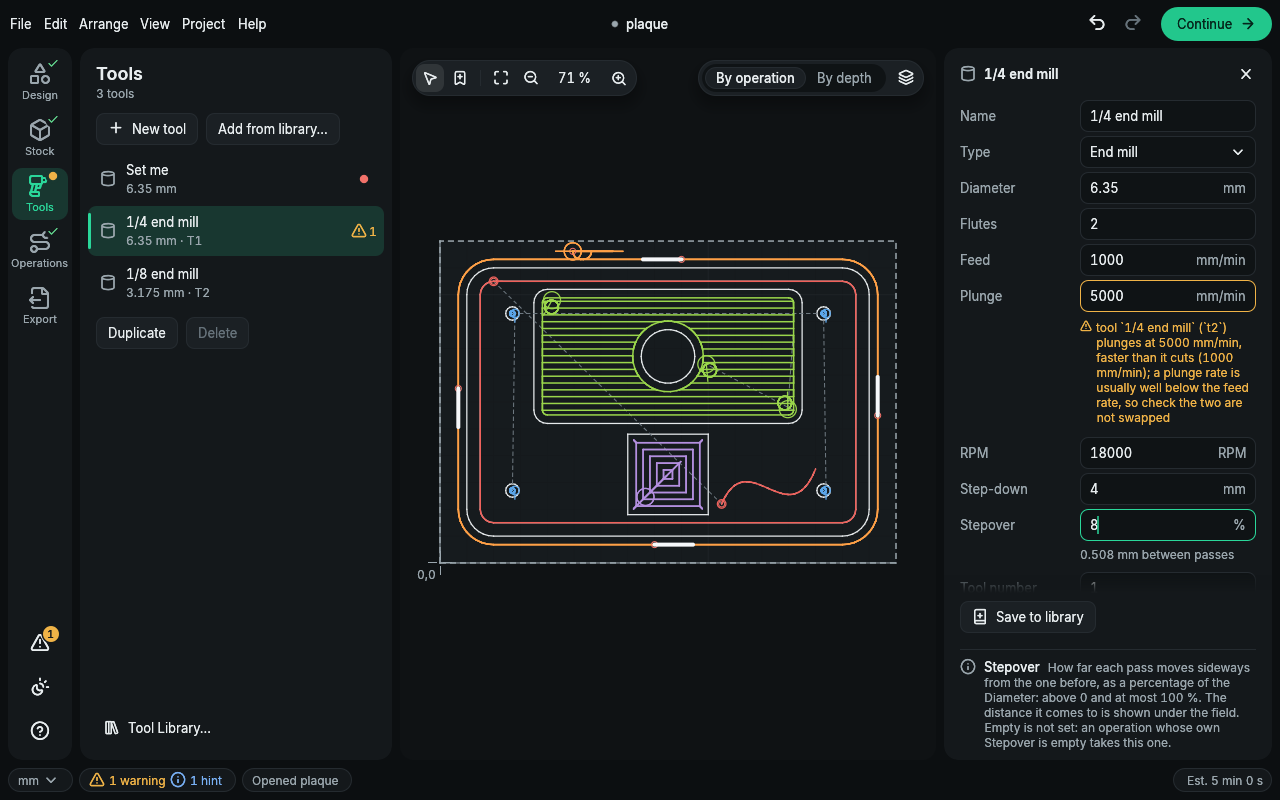 File Edit Arrange View Project Help
plaque
Continue
Design
Stock
Tools
Operations
Export
1
Tools
3 tools
New tool
Add from library...
Set me
6.35 mm
1/4 end mill
6.35 mm · T1
1
1/8 end mill
3.175 mm · T2
Duplicate
Delete
Tool Library...
71 %
By operation
By depth
0,0
1/4 end mill
Name
1/4 end mill
Type
End mill
Diameter
6.35 mm
Flutes
2
Feed
1000 mm/min
Plunge
5000 mm/min
tool `1/4 end mill` (`t2`)
plunges at 5000 mm/min,
faster than it cuts (1000
mm/min); a plunge rate is
usually well below the feed
rate, so check the two are
not swapped
RPM
18000 RPM
Step-down
4 mm
Stepover
8 %
0.508 mm between passes
Tool number
1
Save to library
Stepover How far each pass moves sideways
from the one before, as a percentage of the
Diameter: above 0 and at most 100 %. The
distance it comes to is shown under the field.
Empty is not set: an operation whose own
Stepover is empty takes this one.
mm
1 warning
1 hint
Opened plaque
Est. 5 min 0 s